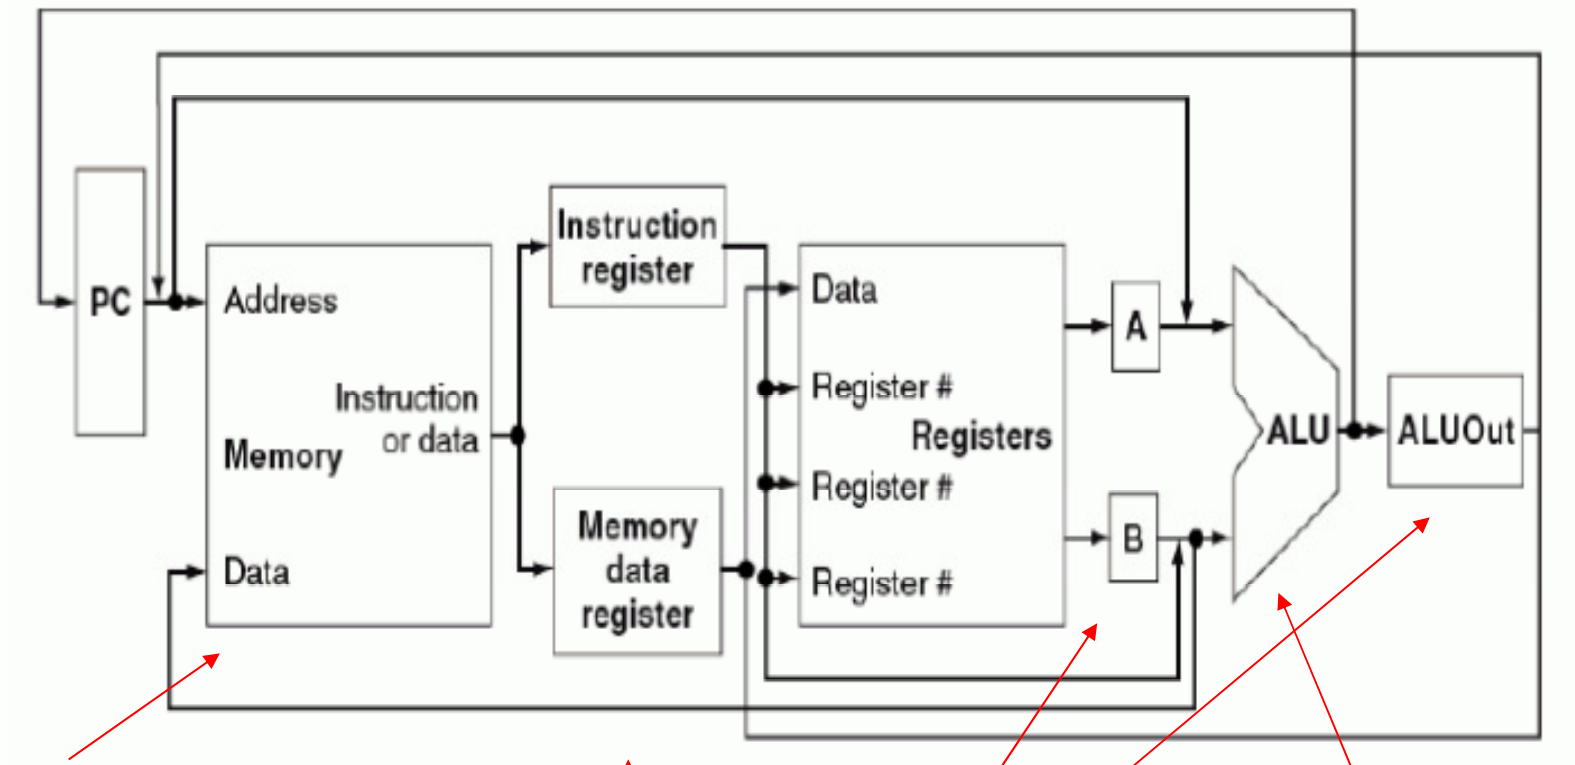 PC
Address
Memory
Instruction
or data
Data
Instruction
register
Memory
data
register
Data
Register #
Registers
Register #
Register #
A
B
ALU
ALUOut